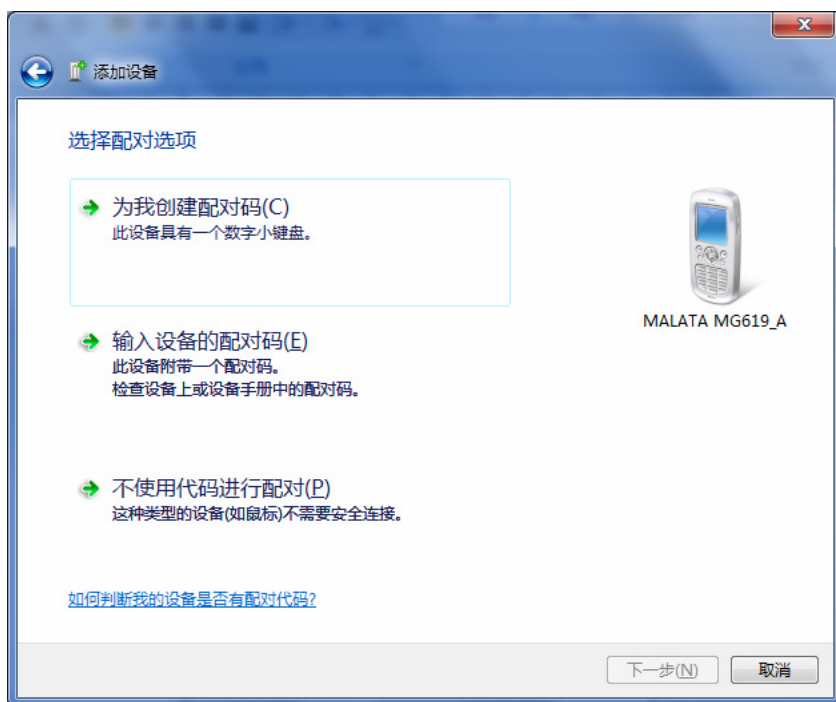 添加设备
选择配对选项
为我创建配对码(C)
此设备具有一个数字小键盘。
MALATA MG619_A
输入设备的配对码(E)
此设备附带一个配对码。
检查设备上或设备手册中的配对码。
不使用代码进行配对(P)
这种类型的设备(如鼠标)不需要安全连接。
如何判断我的设备是否有配对代码?
下一步(N)
取消